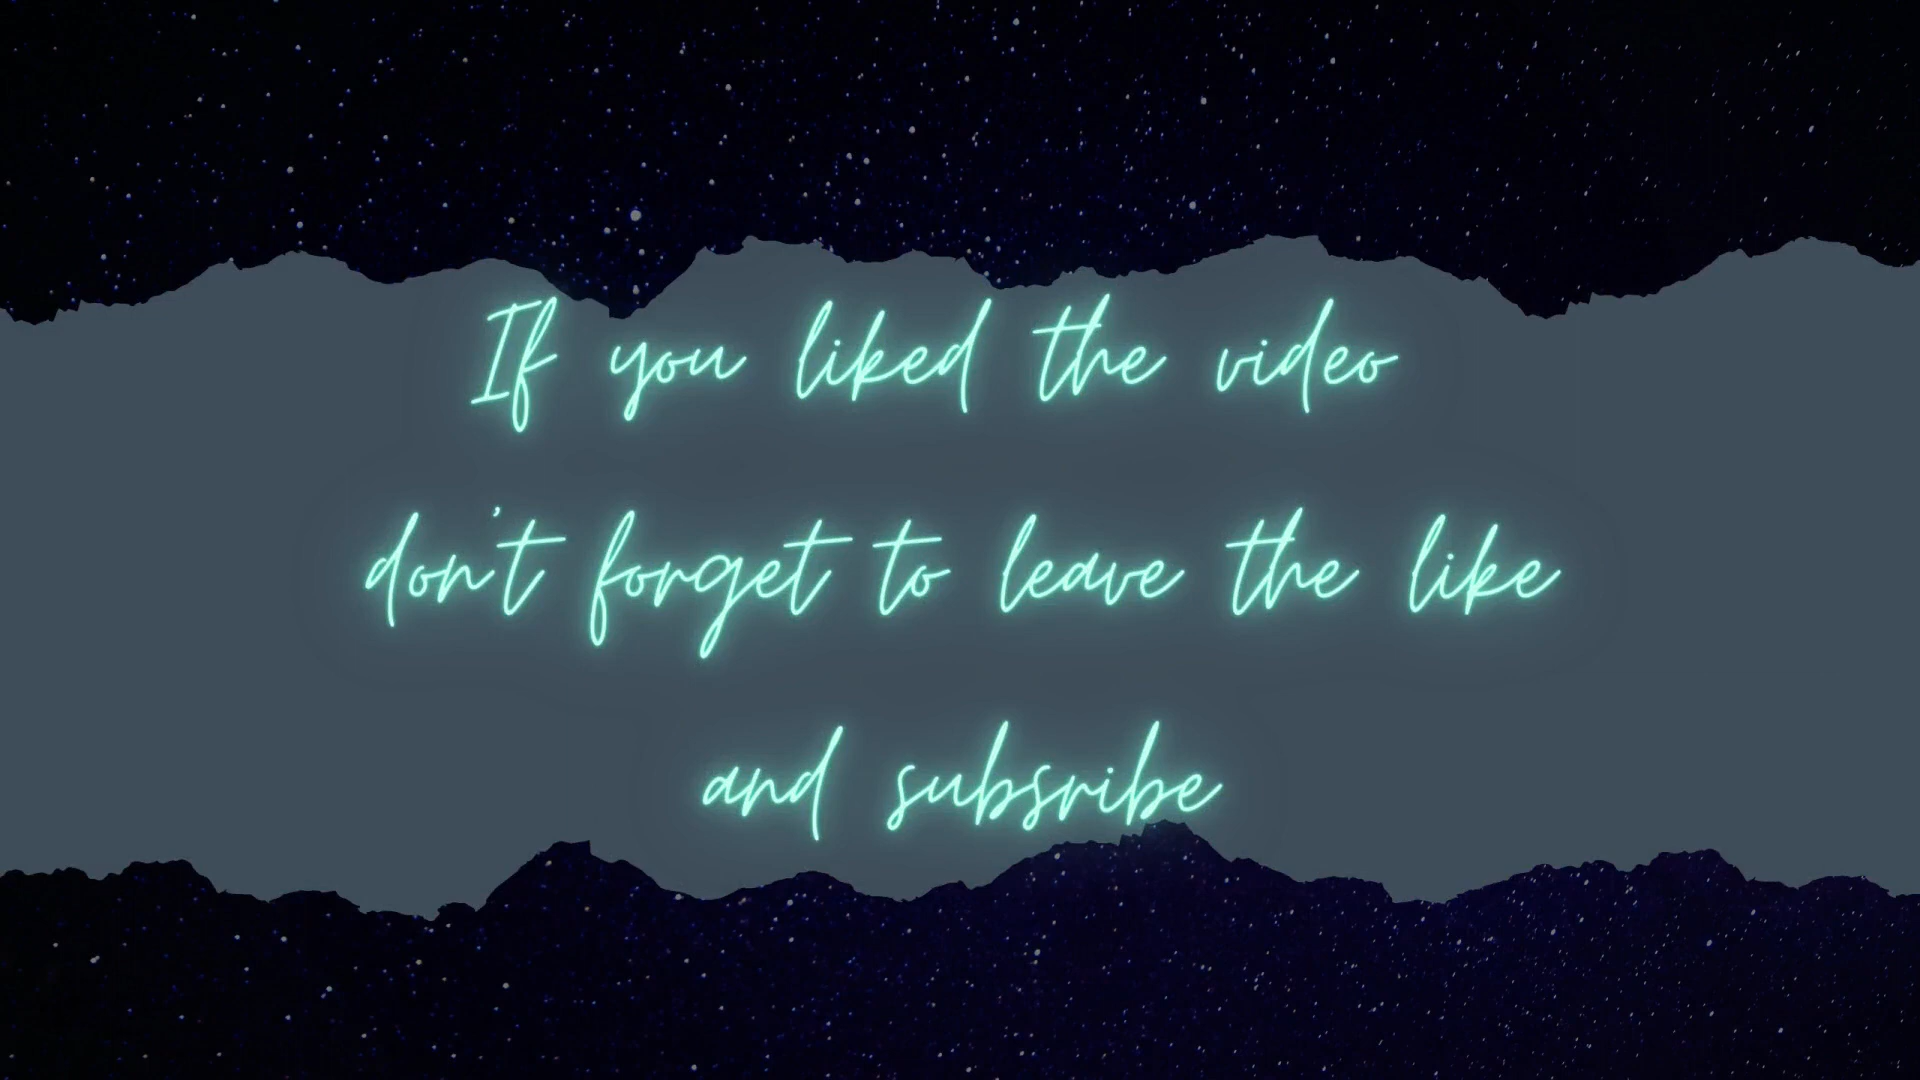 If you liked the video
don't forget to leave the like
and subsribe